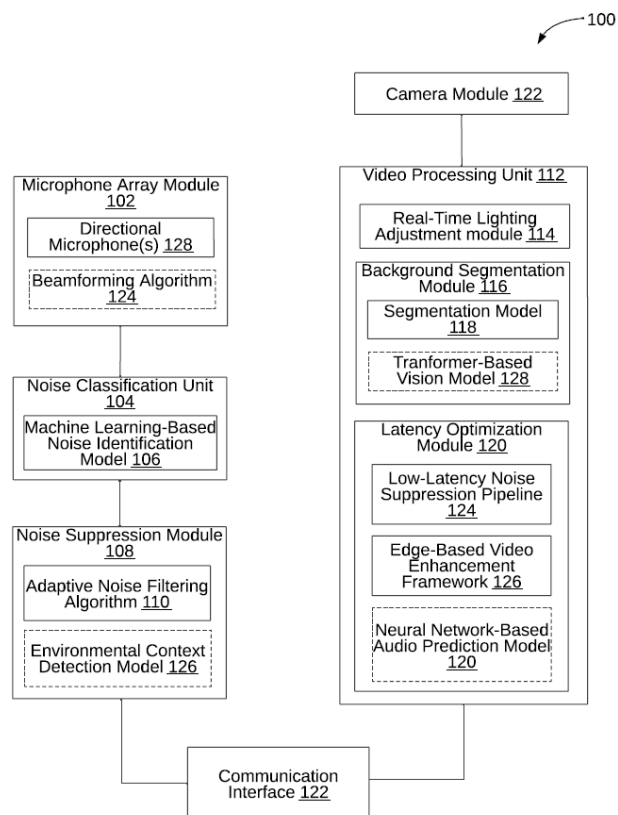 100
Camera Module 122
Microphone Array Module
102
Directional
Microphone(s) 128
Beamforming Algorithm
124
Noise Classification Unit
104
Machine Learning-Based
Noise Identification
Model 106
Noise Suppression Module
108
Adaptive Noise Filtering
Algorithm 110
Environmental Context
Detection Model 126
Video Processing Unit 112
Real-Time Lighting
Adjustment module 114
Background Segmentation
Module 116
Segmentation Model
118
Tranformer-Based
Vision Model 128
Latency Optimization
Module 120
Low-Latency Noise
Suppression Pipeline
124
Edge-Based Video
Enhancement
Framework 126
Neural Network-Based
Audio Prediction Model
120
Communication
Interface 122